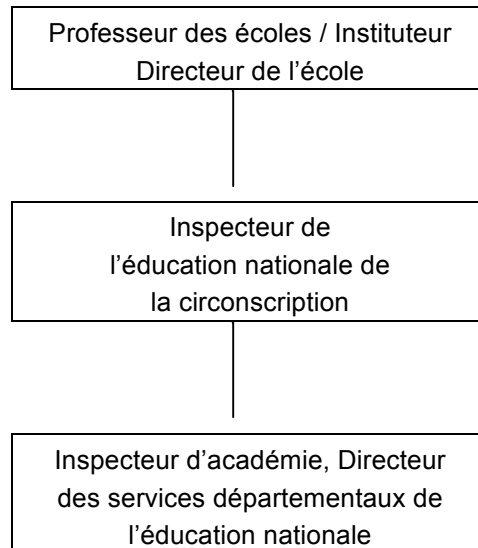 Professeur des écoles / Instituteur
Directeur de l’école
Inspecteur de
l’éducation nationale de
la circonscription
Inspecteur d’académie, Directeur
des services départementaux de
l’éducation nationale